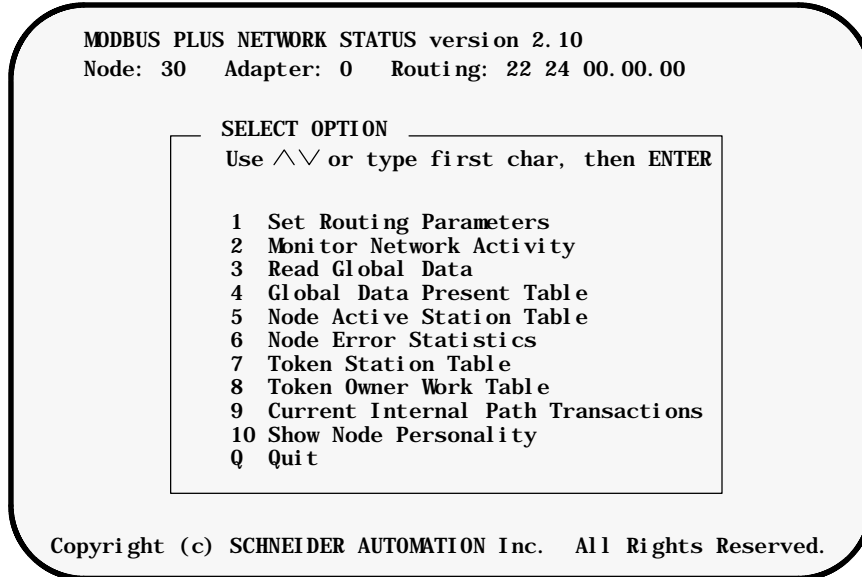 MODBUS PLUS NETWORK STATUS version 2.10
Node: 30 Adapter: 0 Routing: 22 24 00.00.00
SELECT OPTION
Use ∧∨ or type first char, then ENTER
1 Set Routing Parameters
2 Monitor Network Activity
3 Read Global Data
4 Global Data Present Table
5 Node Active Station Table
6 Node Error Statistics
7 Token Station Table
8 Token Owner Work Table
9 Current Internal Path Transactions
10 Show Node Personality
Q Quit
Copyright (c) SCHNEIDER AUTOMATION Inc. All Rights Reserved.